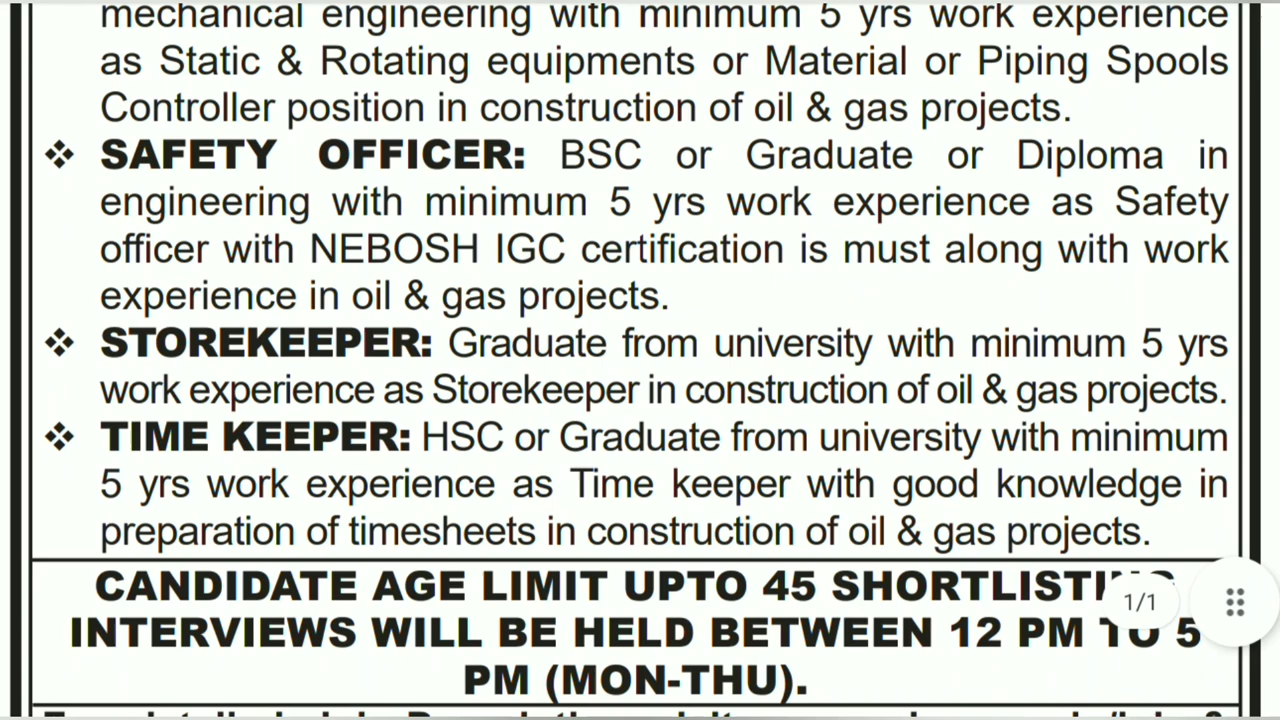 mechanical engineering with minimum 5 yrs work experience
as Static & Rotating equipments or Material or Piping Spools
Controller position in construction of oil & gas projects.
❖ SAFETY OFFICER: BSC or Graduate or Diploma in
engineering with minimum 5 yrs work experience as Safety
officer with NEBOSH IGC certification is must along with work
experience in oil & gas projects.
❖ STOREKEEPER: Graduate from university with minimum 5 yrs
work experience as Storekeeper in construction of oil & gas projects.
❖ TIME KEEPER: HSC or Graduate from university with minimum
5 yrs work experience as Time keeper with good knowledge in
preparation of timesheets in construction of oil & gas projects.
CANDIDATE AGE LIMIT UPTO 45 SHORTLISTING
1/1
INTERVIEWS WILL BE HELD BETWEEN 12 PM TO 5
PM (MON-THU).